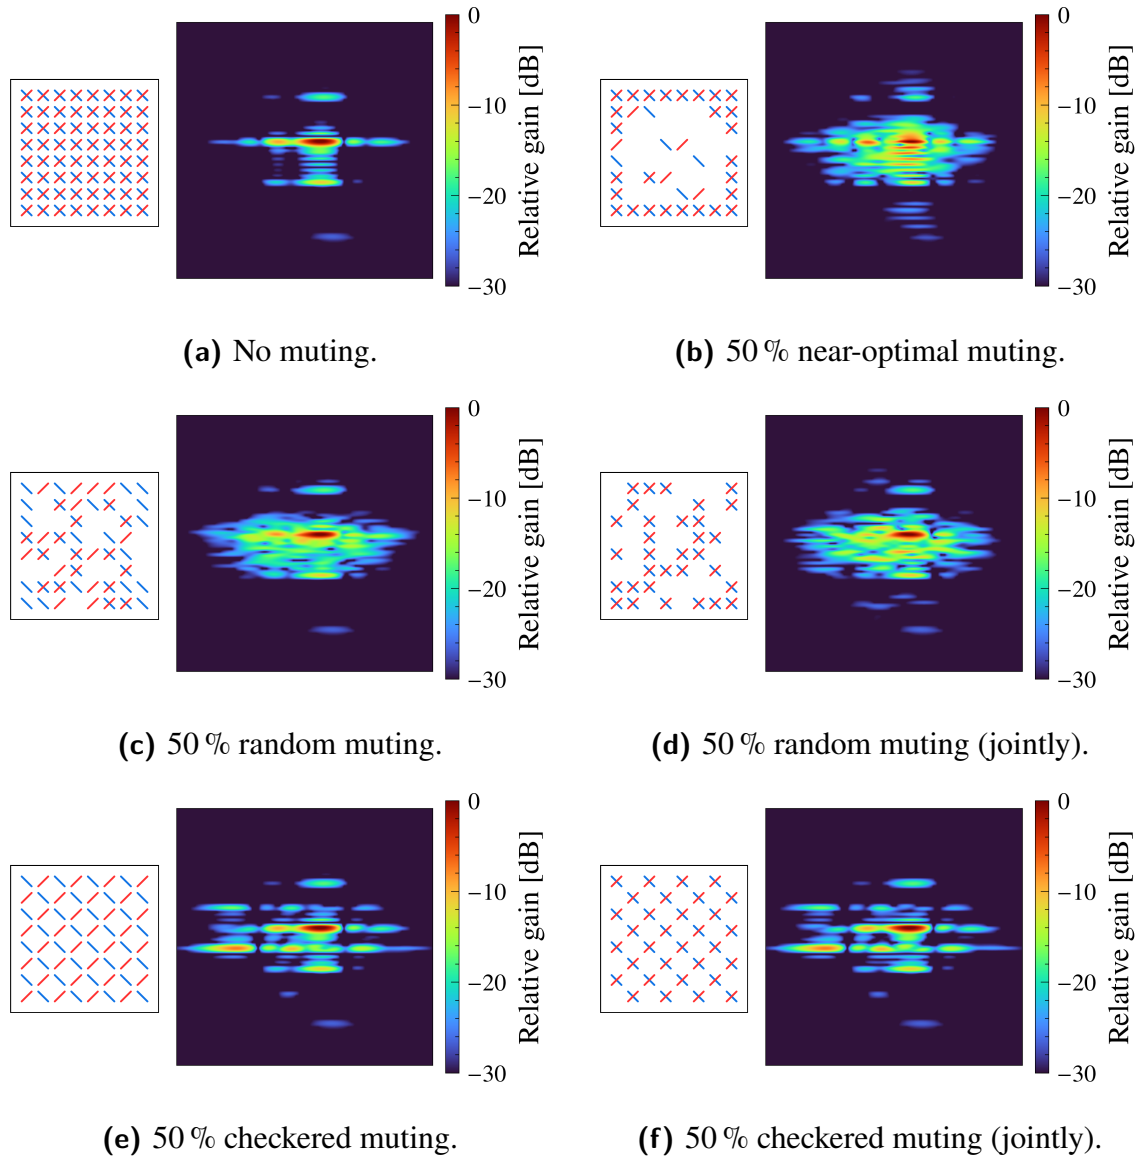 0
−10
−20
−30
Relative gain [dB]
0
−10
−20
−30
Relative gain [dB]
(a) No muting.
(b) 50 % near-optimal muting.
0
−10
−20
−30
Relative gain [dB]
0
−10
−20
−30
Relative gain [dB]
(c) 50 % random muting.
(d) 50 % random muting (jointly).
0
−10
−20
−30
Relative gain [dB]
0
−10
−20
−30
Relative gain [dB]
(e) 50 % checkered muting.
(f) 50 % checkered muting (jointly).